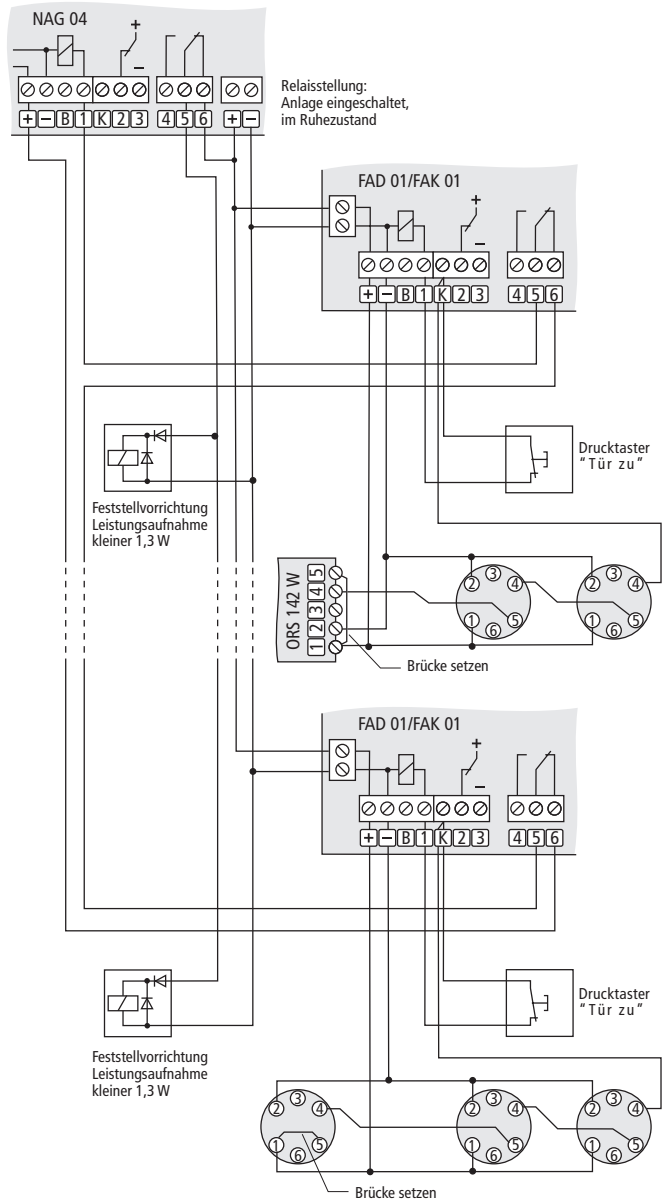 NAG 04
+
−
+ − B 1 K 2 3 4 5 6 + −
Relaisstellung:
Anlage eingeschaltet,
im Ruhezustand
FAD 01/FAK 01
+
−
+ − B 1 K 2 3 4 5 6
Drucktaster
"Tür zu"
Feststellvorrichtung
Leistungsaufnahme
kleiner 1,3 W
ORS 142 W
5
4
3
2
1
2 3 4
1 6 5
2 3 4
1 6 5
Brücke setzen
FAD 01/FAK 01
+
−
+ − B 1 K 2 3 4 5 6
Drucktaster
"Tür zu"
Feststellvorrichtung
Leistungsaufnahme
kleiner 1,3 W
2 3 4
1 6 5
2 3 4
1 6 5
2 3 4
1 6 5
Brücke setzen